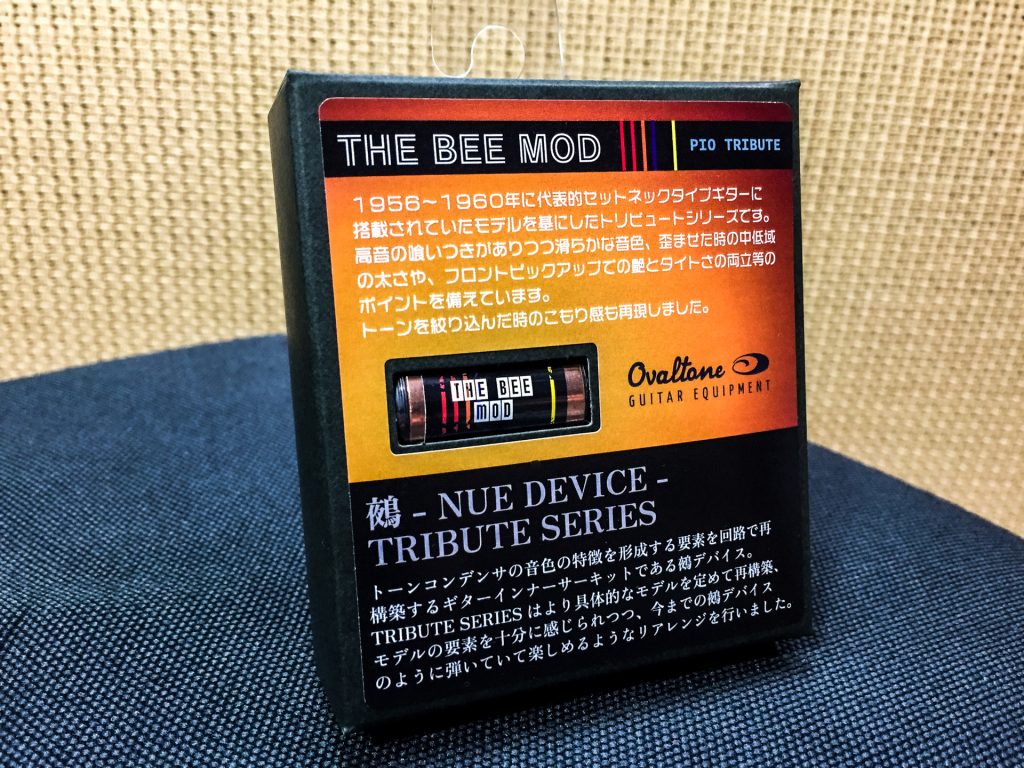 THE BEE MOD
PIO TRIBUTE
1956～1960年に代表的セットネックタイプギターに
搭載されていたモデルを基にしたトリビュートシリーズです。
高音の喰いつきがありつつ滑らかな音色、歪ませた時の中低域
の太さや、フロントピックアップでの艶とタイトさの両立等の
ポイントを備えています。
トーンを絞り込んだ時のこもり感も再現しました。
THE BEE
MOD
Ovaltone
GUITAR EQUIPMENT
鵺 - NUE DEVICE -
TRIBUTE SERIES
トーンコンデンサの音色の特徴を形成する要素を回路で再
構築するギターインナーサーキットである鵺デバイス。
TRIBUTE SERIES はより具体的なモデルを定めて再構築、
モデルの要素を十分に感じられつつ、今までの鵺デバイス
のように弾いていて楽しめるようなリアレンジを行いました。